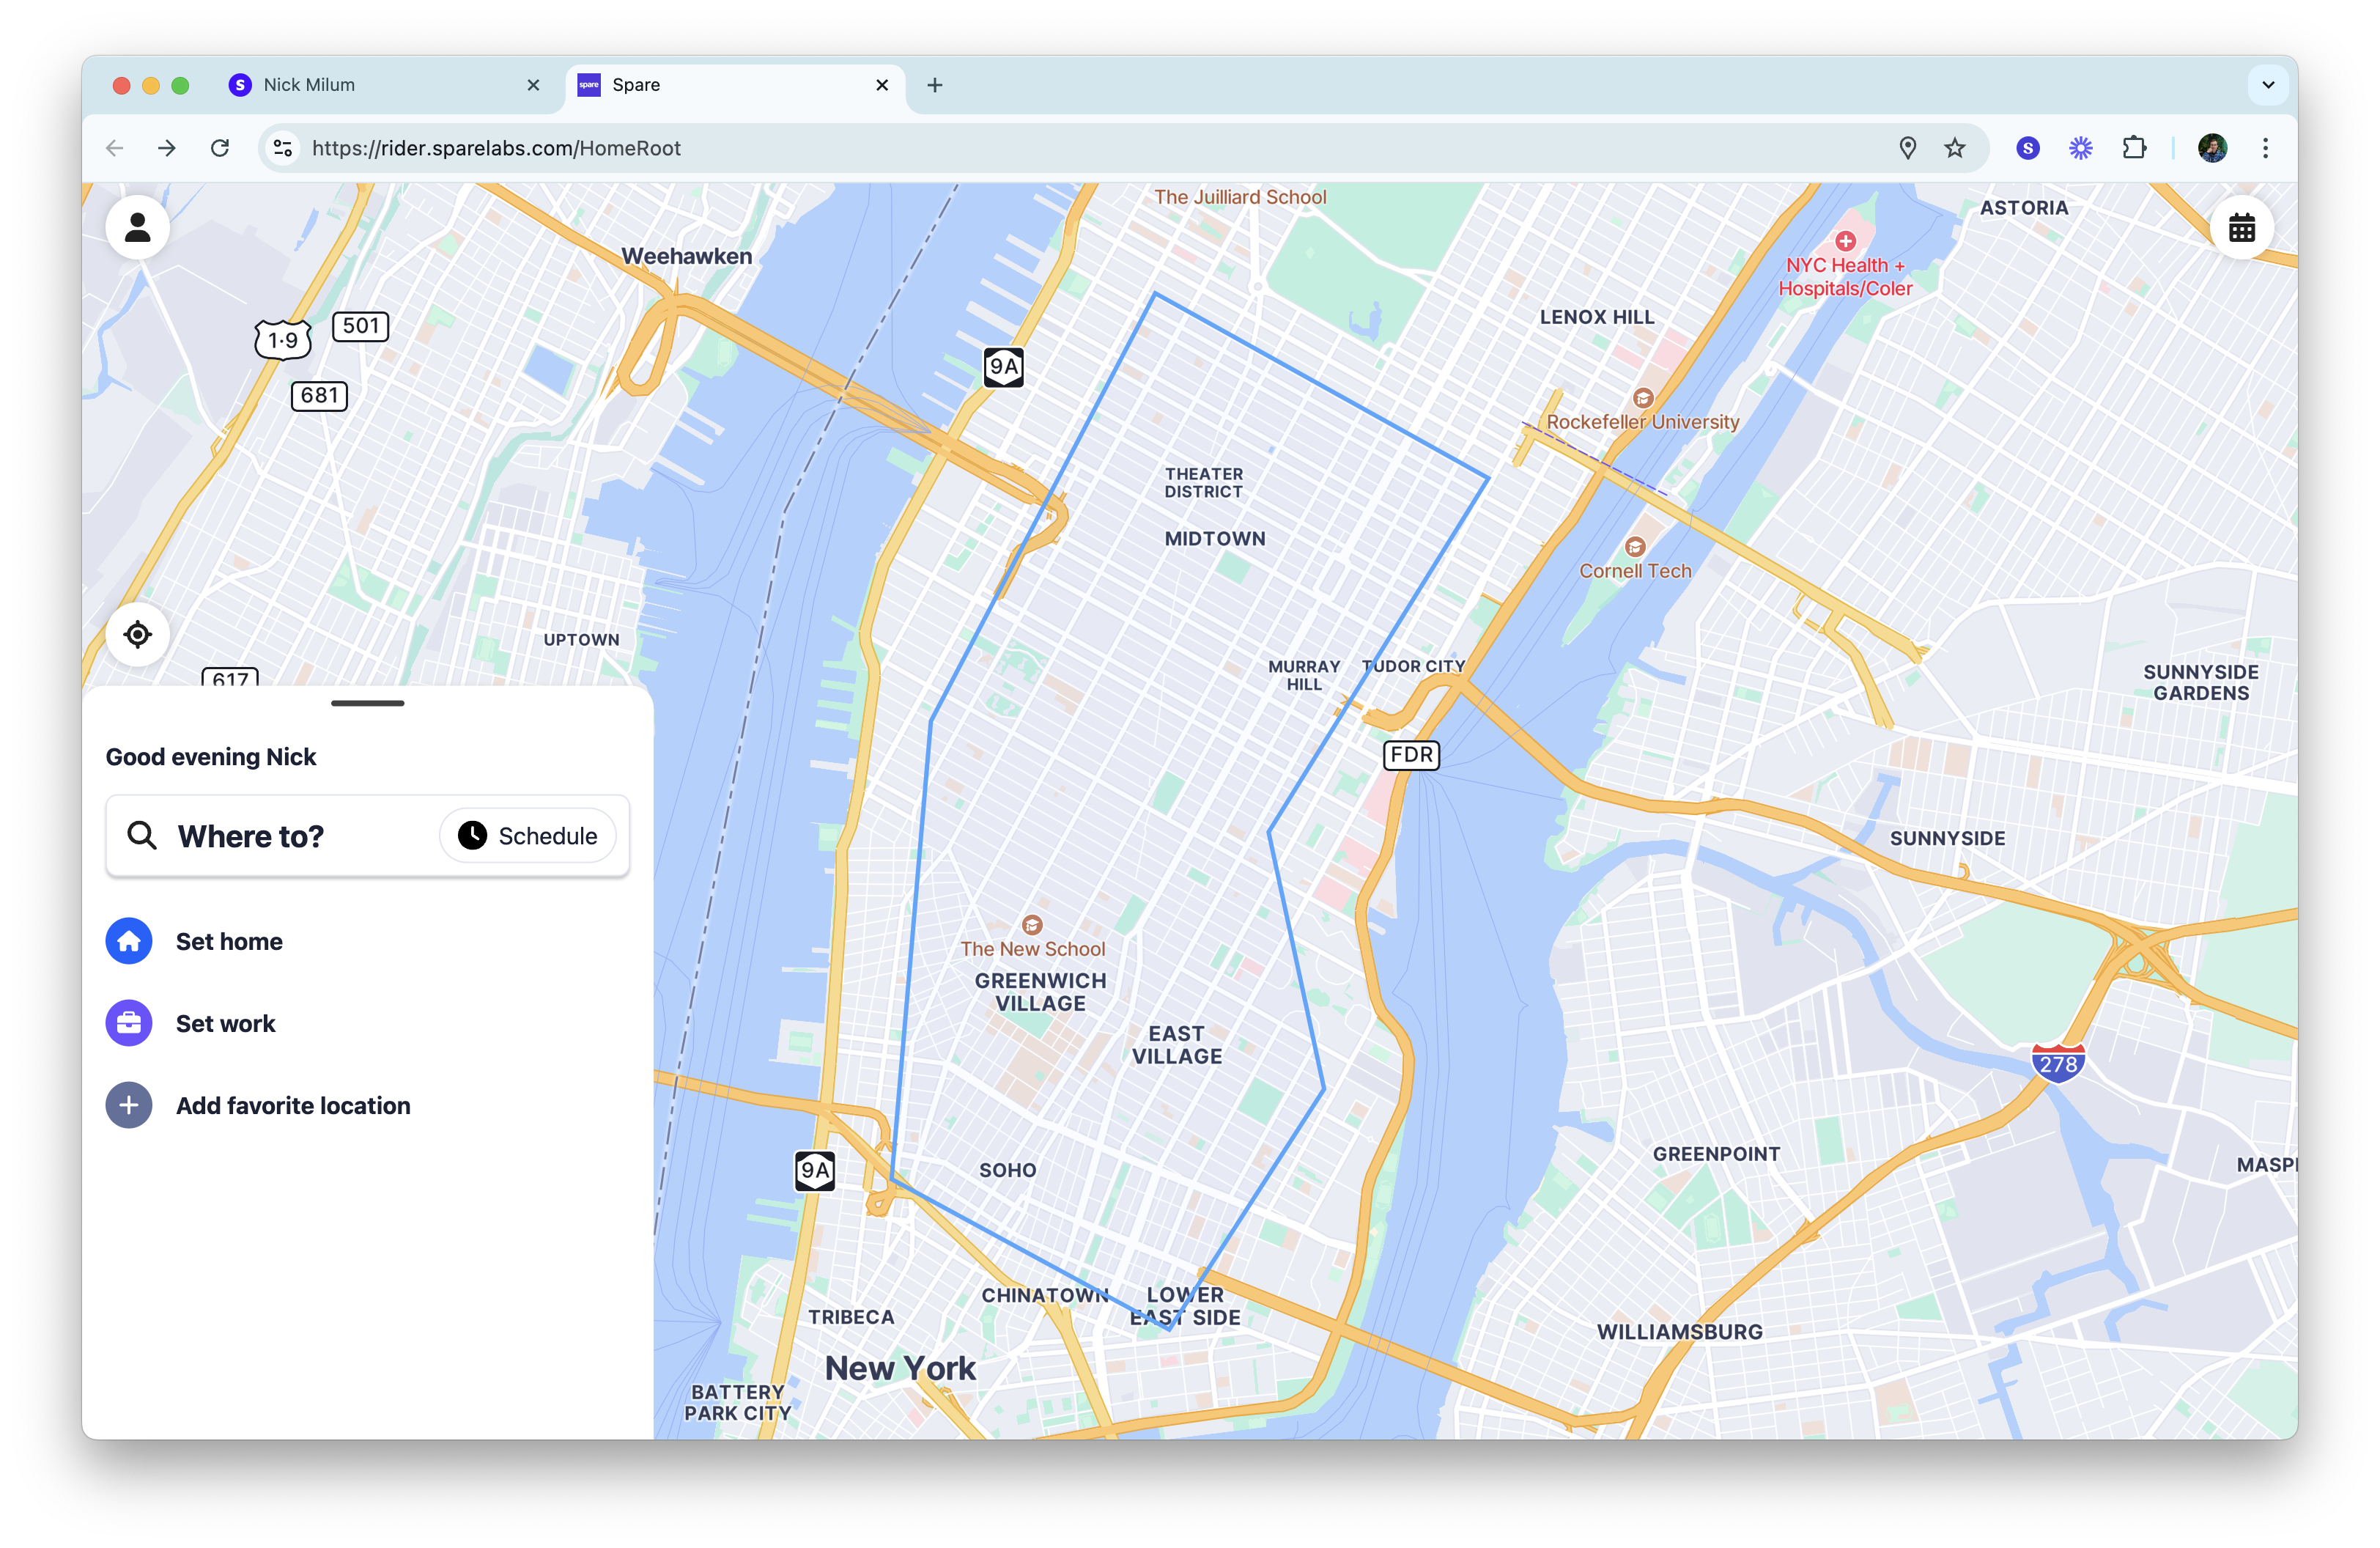 S Nick Milum
spare Spare
https://rider.sparelabs.com/HomeRoot
S
The Juilliard School
ASTORIA
Weehawken
NYC Health +
Hospitals/Coler
LENOX HILL
501
1·9
9A
681
Rockefeller University
THEATER
DISTRICT
MIDTOWN
Cornell Tech
UPTOWN
MURRAY
HILL
TUDOR CITY
SUNNYSIDE
GARDENS
617
FDR
Good evening Nick
Where to?
Schedule
SUNNYSIDE
Set home
The New School
GREENWICH
VILLAGE
Set work
EAST
VILLAGE
278
Add favorite location
GREENPOINT
9A
SOHO
MASP
CHINATOWN
LOWER
EAST SIDE
TRIBECA
WILLIAMSBURG
New York
BATTERY
PARK CITY